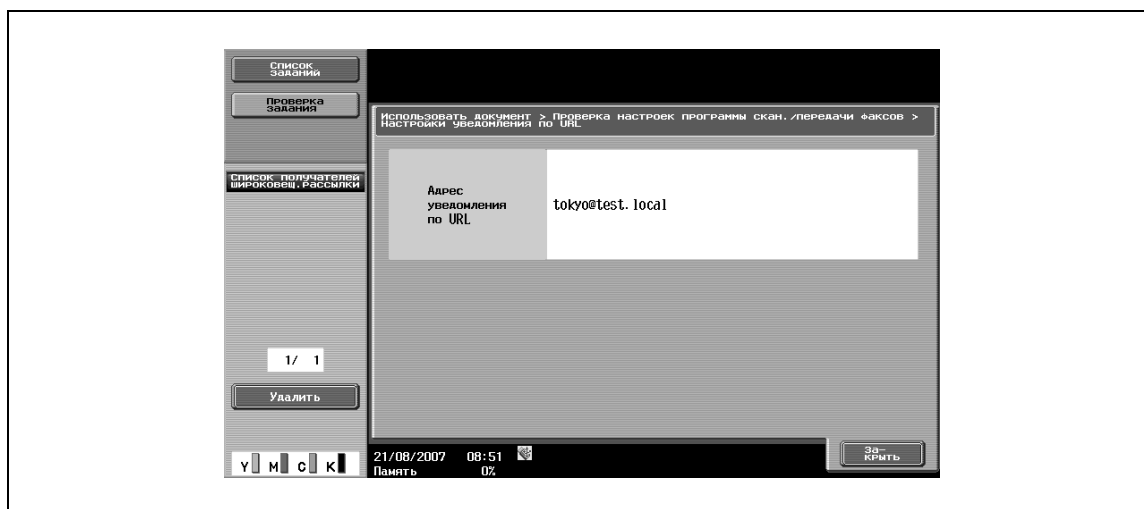 Список
заданий
Проверка
задания
Использовать документ > Проверка настроек программы скан./передачи факсов >
Настройки уведомления по URL
Список получателей
широковещ.рассылки
Адрес
уведомления
по URL
tokyo@test.local
1/ 1
Удалить
Y M C K
21/08/2007 08:51
Память 0%
За-
крыть